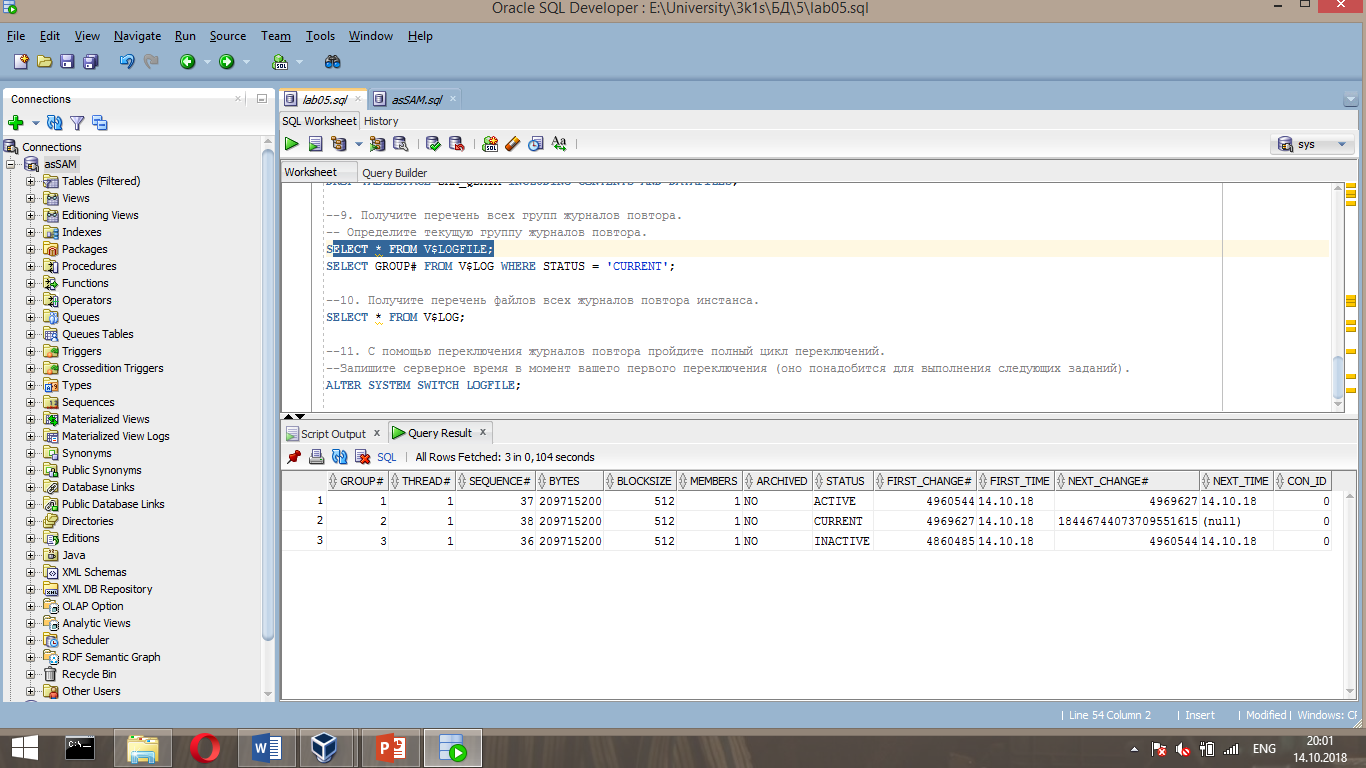 Oracle SQL Developer : E:\University\3k1s\БД\5\lab05.sql
File Edit View Navigate Run Source Team Tools Window Help
Connections
lab05.sql
asSAM.sql
SQL Worksheet History
sys
Worksheet Query Builder
Connections
asSAM
Tables (Filtered)
Views
Editioning Views
Indexes
Packages
Procedures
Functions
Operators
Queues
Queues Tables
Triggers
Crossedition Triggers
Types
Sequences
Materialized Views
Materialized View Logs
Synonyms
Public Synonyms
Database Links
Public Database Links
Directories
Editions
Java
XML Schemas
XML DB Repository
OLAP Option
Analytic Views
Scheduler
RDF Semantic Graph
Recycle Bin
Other Users
--9. Получите перечень всех групп журналов повтора.
-- Определите текущую группу журналов повтора.
SELECT * FROM V$LOGFILE;
SELECT GROUP# FROM V$LOG WHERE STATUS = 'CURRENT';
--10. Получите перечень файлов всех журналов повтора инстанса.
SELECT * FROM V$LOG;
--11. С помощью переключения журналов повтора пройдите полный цикл переключений.
--Запишите серверное время в момент вашего первого переключения (оно понадобится для выполнения следующих заданий).
ALTER SYSTEM SWITCH LOGFILE;
Script Output x Query Result x
SQL | All Rows Fetched: 3 in 0,104 seconds
GROUP# THREAD# SEQUENCE# BYTES BLOCKSIZE MEMBERS ARCHIVED STATUS FIRST_CHANGE# FIRST_TIME NEXT_CHANGE# NEXT_TIME CON_ID
1 1 1 37 209715200 512 1 NO ACTIVE 4960544 14.10.18 4969627 14.10.18 0
2 2 1 38 209715200 512 1 NO CURRENT 4969627 14.10.18 18446744073709551615 (null) 0
3 3 1 36 209715200 512 1 NO INACTIVE 4860485 14.10.18 4960544 14.10.18 0
Line 54 Column 2 | Insert | Modified | Windows:
ENG
20:01
14.10.2018